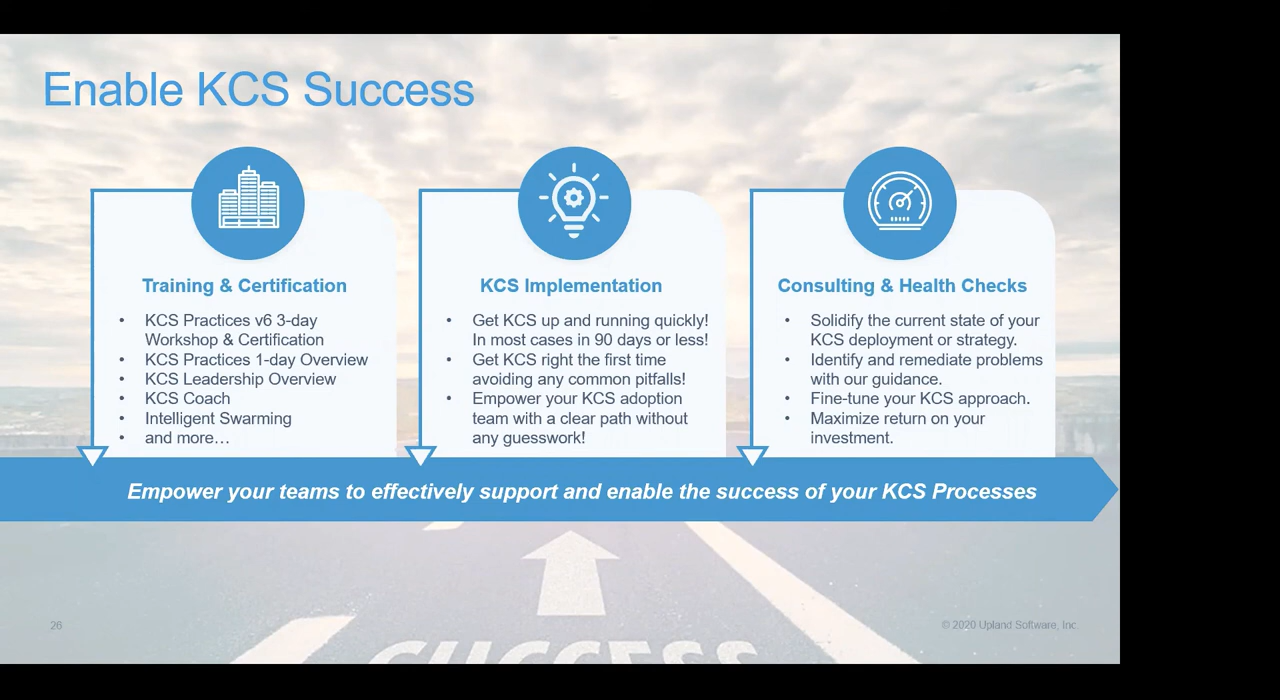 Enable KCS Success
Training & Certification
• KCS Practices v6 3-day
Workshop & Certification
• KCS Practices 1-day Overview
• KCS Leadership Overview
• KCS Coach
• Intelligent Swarming
• and more…
KCS Implementation
• Get KCS up and running quickly!
In most cases in 90 days or less!
• Get KCS right the first time
avoiding any common pitfalls!
• Empower your KCS adoption
team with a clear path without
any guesswork!
Consulting & Health Checks
• Solidify the current state of your
KCS deployment or strategy.
• Identify and remediate problems
with our guidance.
• Fine-tune your KCS approach.
• Maximize return on your
investment.
Empower your teams to effectively support and enable the success of your KCS Processes
SUCCESS
26
© 2020 Upland Software, Inc.